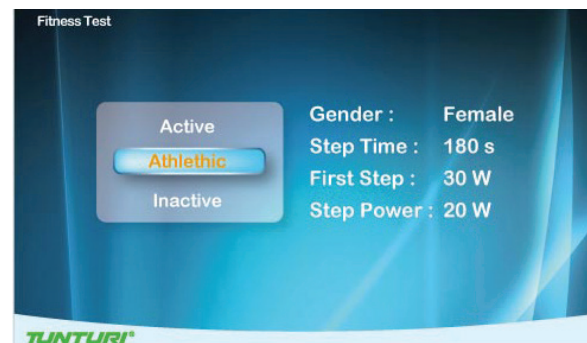 Fitness Test
Active
Athlethic
Inactive
Gender : Female
Step Time : 180 s
First Step : 30 W
Step Power : 20 W
TUNTURI®